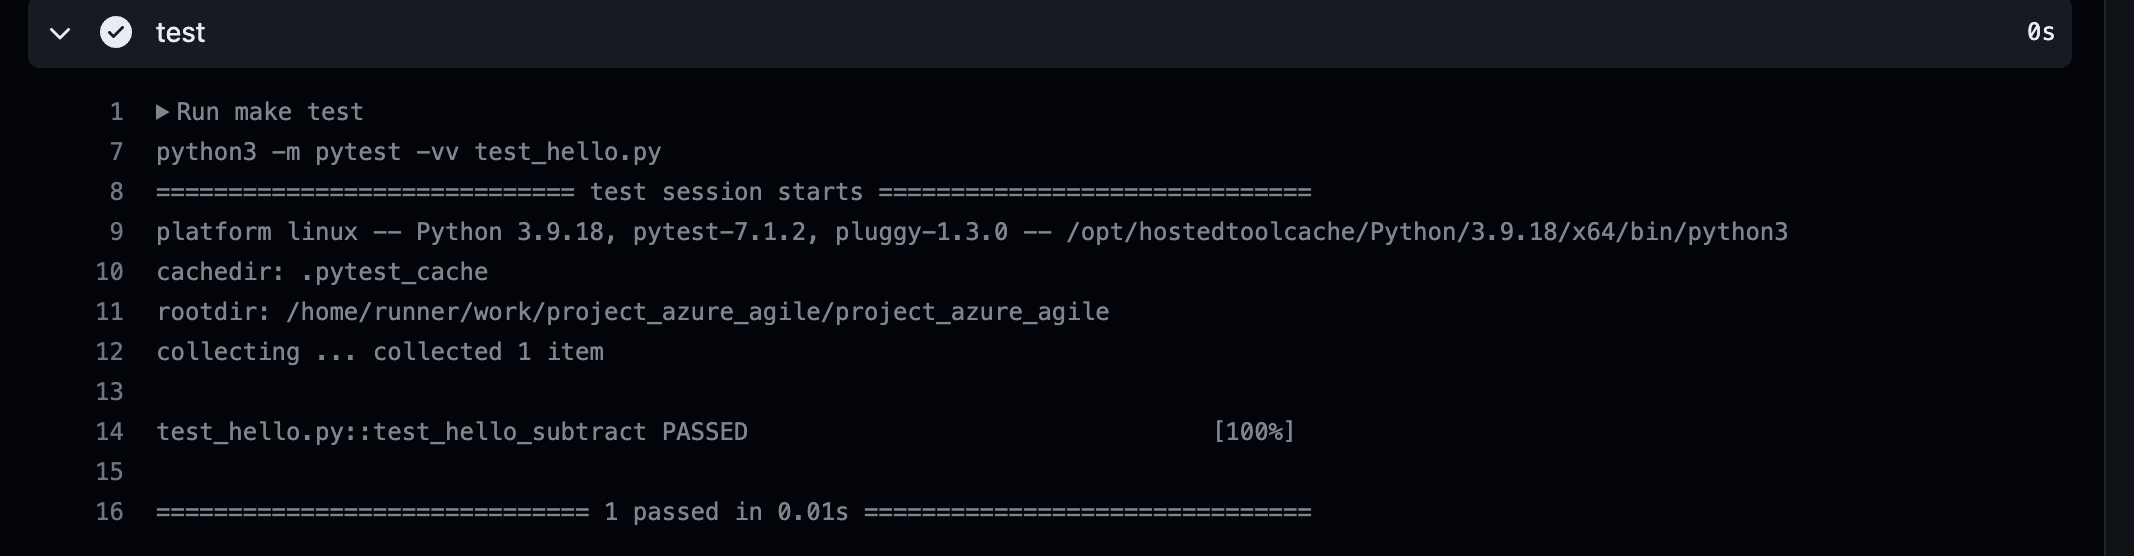 test 0s
1 Run make test
7 python3 -m pytest -vv test_hello.py
8 ============================= test session starts ==============================
9 platform linux -- Python 3.9.18, pytest-7.1.2, pluggy-1.3.0 -- /opt/hostedtoolcache/Python/3.9.18/x64/bin/python3
10 cachedir: .pytest_cache
11 rootdir: /home/runner/work/project_azure_agile/project_azure_agile
12 collecting ... collected 1 item
13
14 test_hello.py::test_hello_subtract PASSED [100%]
15
16 ============================== 1 passed in 0.01s ===============================